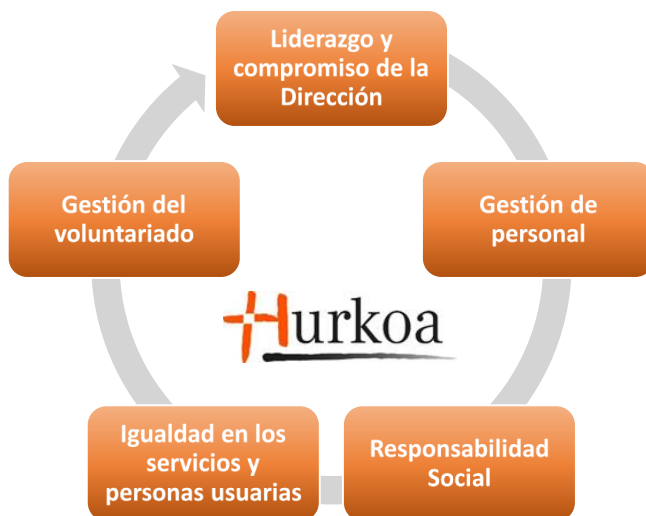 Liderazgo y
compromiso de la
Dirección
Gestión del
voluntariado
Gestión de
personal
Hurkoa
Igualdad en los
servicios y
personas usuarias
Responsabilidad
Social